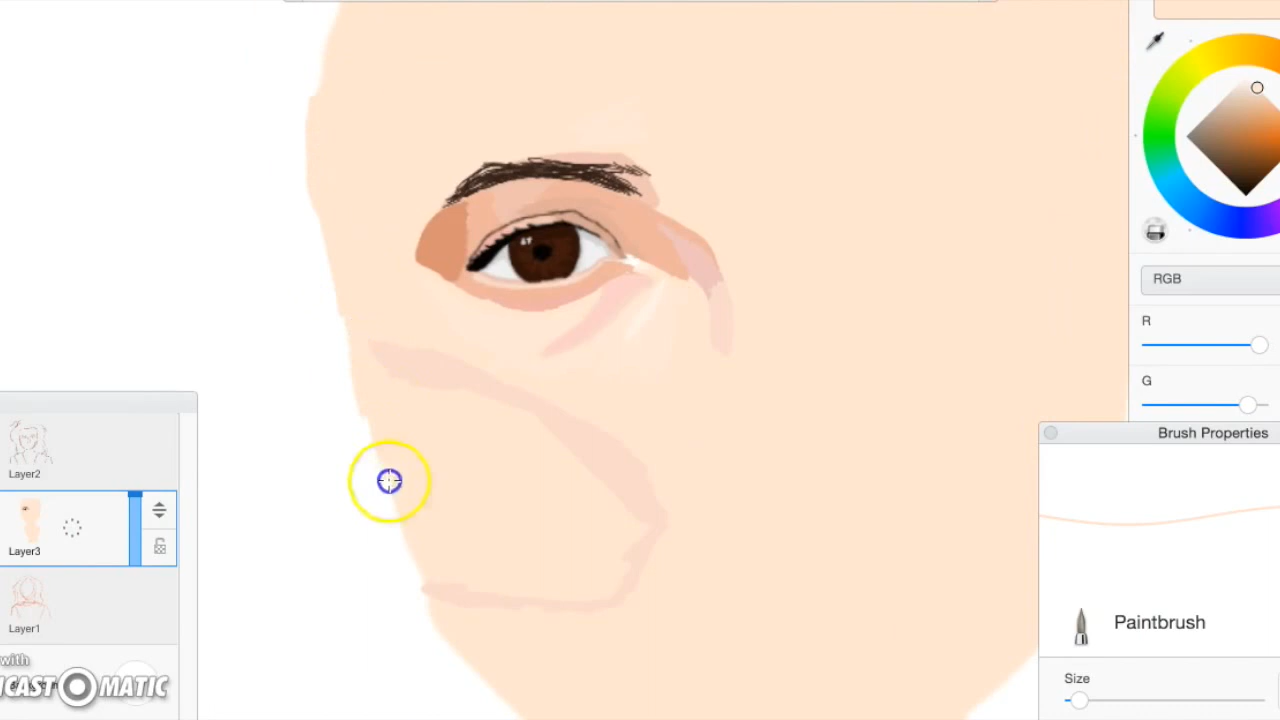 RGB
R
G
Brush Properties
Layer2
Layer3
Layer1
Paintbrush
with
CAST MATIC
Size